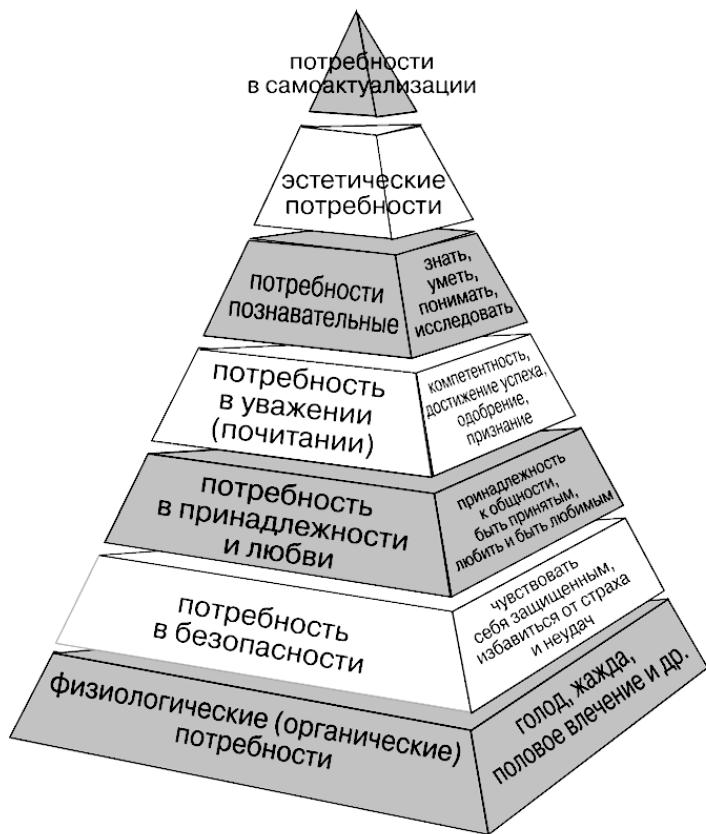 потребности
в самоактуализации
эстетические
потребности
потребности
познавательные
знать,
уметь,
понимать,
исследовать
потребность
в уважении
(почитании)
компетентность,
достижение успеха,
одобрение,
признание
потребность
в принадлежности
и любви
принадлежность
к общности,
быть принятым,
любить и быть любимым
потребность
в безопасности
чувствовать
себя защищенным,
избавиться от страха
и неудач
физиологические (органические)
потребности
голод, жажда,
половое влечение и др.